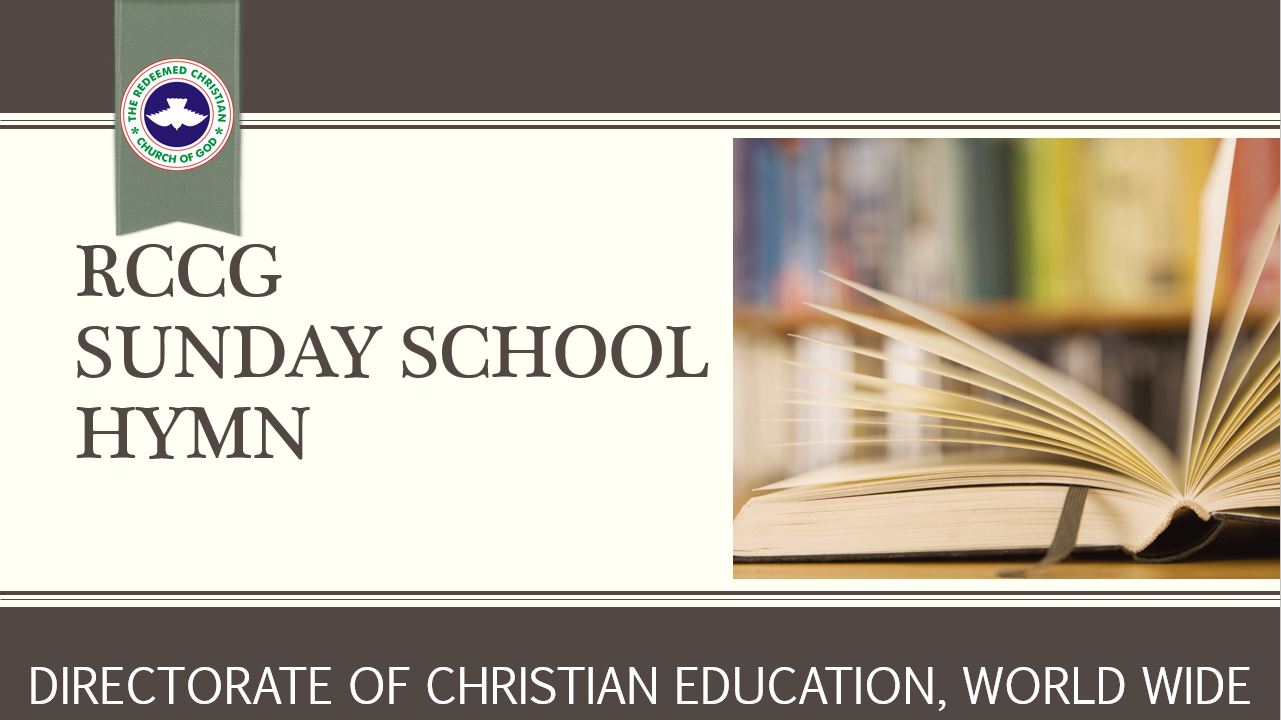 THE REDEEMED CHRISTIAN
* CHURCH OF GOD *
RCCG
SUNDAY SCHOOL
HYMN
DIRECTORATE OF CHRISTIAN EDUCATION, WORLD WIDE